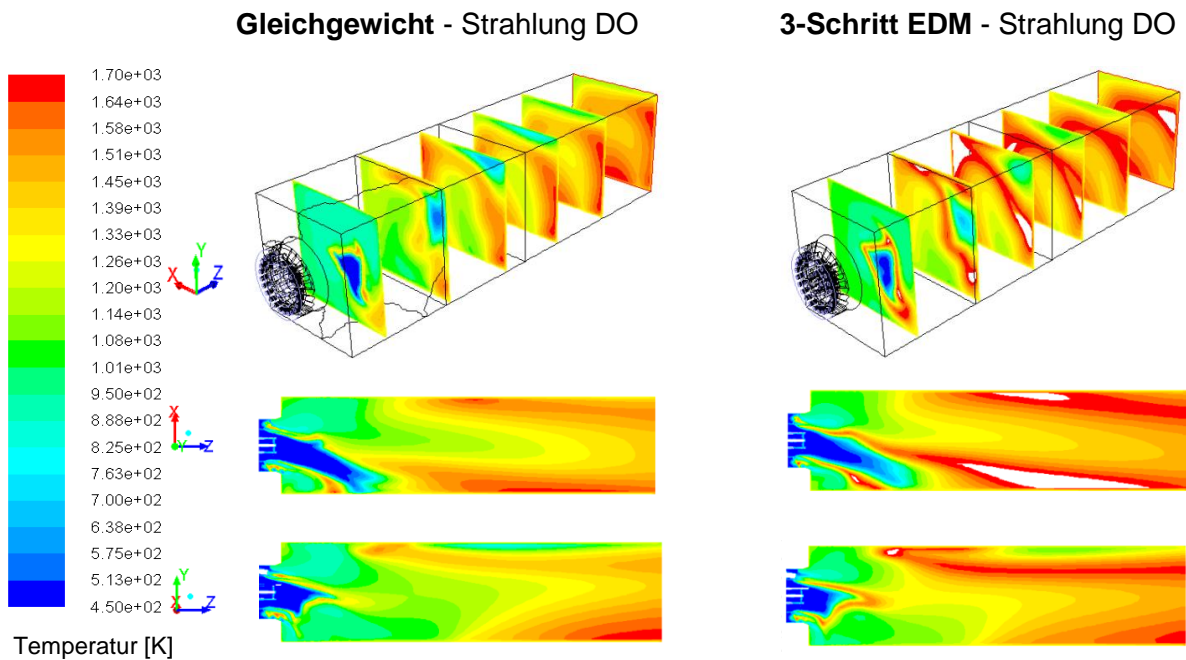 Gleichgewicht - Strahlung DO
3-Schritt EDM - Strahlung DO
1.70e+03
1.64e+03
1.58e+03
1.51e+03
1.45e+03
1.39e+03
1.33e+03
1.26e+03
1.20e+03
1.14e+03
1.08e+03
1.01e+03
9.50e+02
8.88e+02
8.25e+02
7.63e+02
7.00e+02
6.38e+02
5.75e+02
5.13e+02
4.50e+02
Temperatur [K]
Y
X
Z
X
Y
Z
Y
X
Z